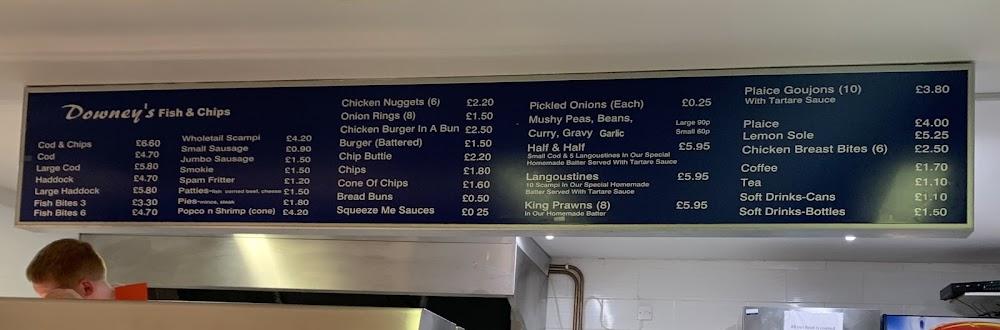 Downey's Fish & Chips
Cod & Chips £6.60
Cod £4.70
Large Cod £5.80
Haddock £4.70
Large Haddock £5.80
Fish Bites 3 £3.30
Fish Bites 6 £4.70
Wholetail Scampi £4.20
Small Sausage £0.90
Jumbo Sausage £1.50
Smokie £1.50
Spam Fritter £1.20
Patties-fish corned beef, cheese £1.50
Pies-mince, steak £1.80
Popco n Shrimp (cone) £4.20
Chicken Nuggets (6) £2.20
Onion Rings (8) £1.50
Chicken Burger In A Bun £2.50
Burger (Battered) £1.50
Chip Buttie £2.20
Chips £1.80
Cone Of Chips £1.60
Bread Buns £0.50
Squeeze Me Sauces £0 25
Pickled Onions (Each) £0.25
Mushy Peas, Beans, Large 90p
Curry, Gravy Garlic Small 60p
Half & Half £5.95
Small Cod & 5 Langoustines In Our Special
Homemade Batter Served With Tartare Sauce
Langoustines £5.95
10 Scampi In Our Special Homemade
Batter Served With Tartare Sauce
King Prawns (8) £5.95
In Our Homemade Batter
Plaice Goujons (10) £3.80
With Tartare Sauce
Plaice £4.00
Lemon Sole £5.25
Chicken Breast Bites (6) £2.50
Coffee £1.70
Tea £1.10
Soft Drinks-Cans £1.10
Soft Drinks-Bottles £1.50